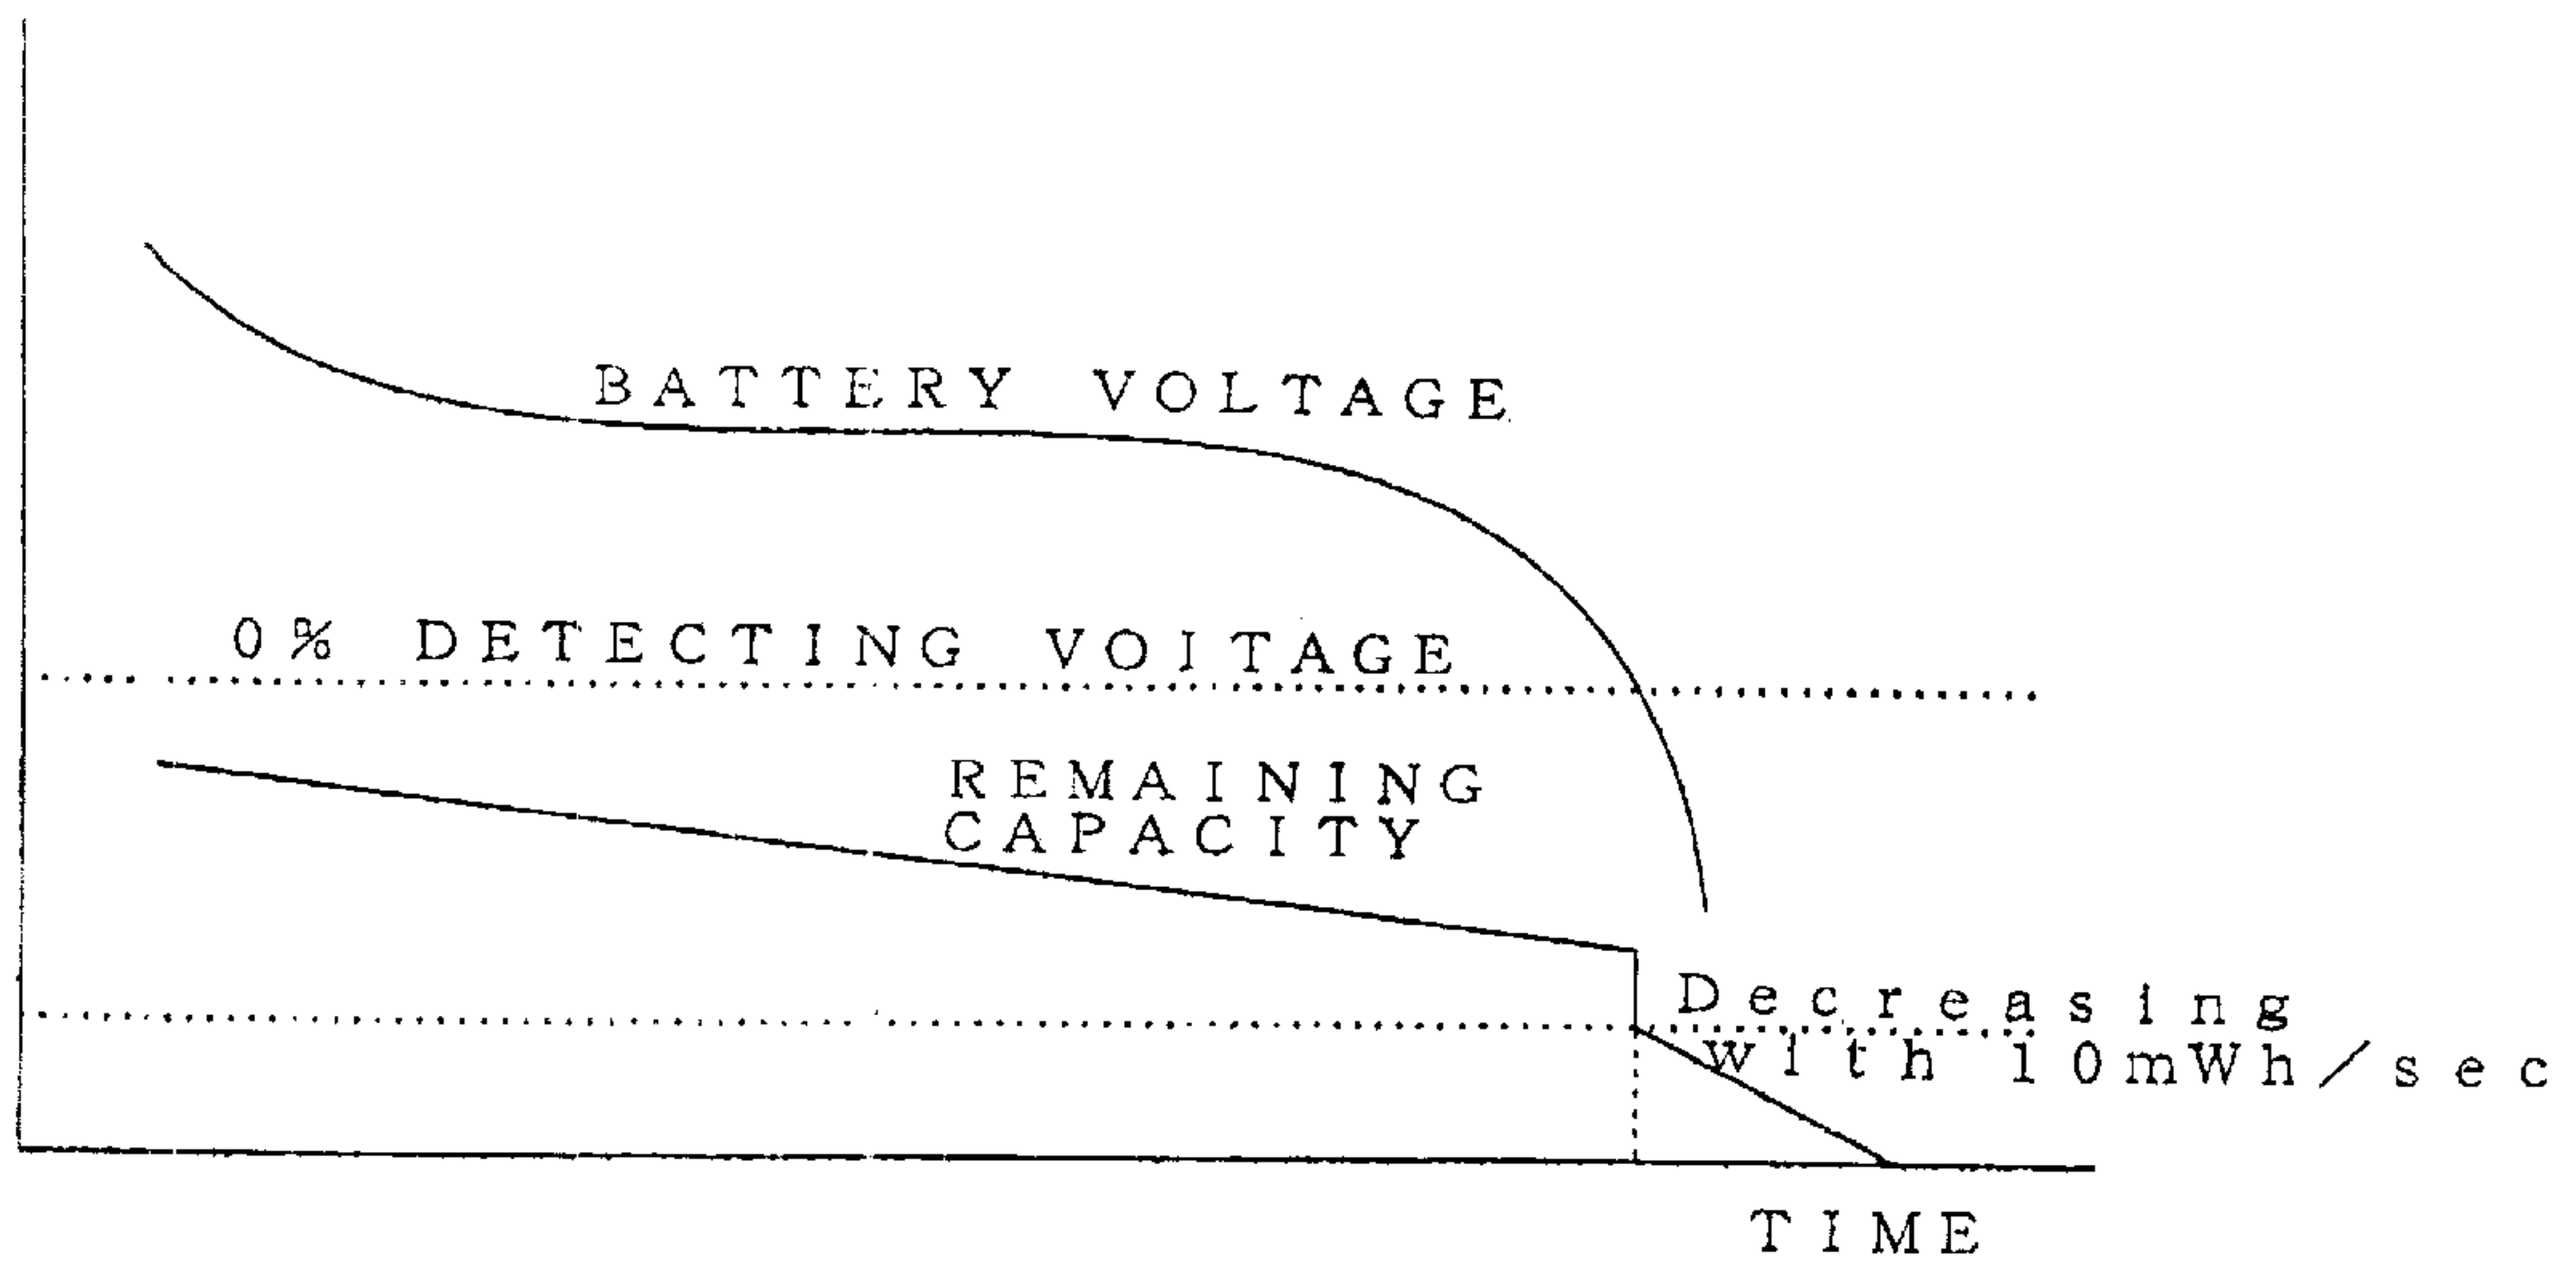 BATTERY VOLTAGE
0% DETECTING VOITAGE
REMAINING
CAPACITY
Decreasing
with 10mWh/sec
TIME